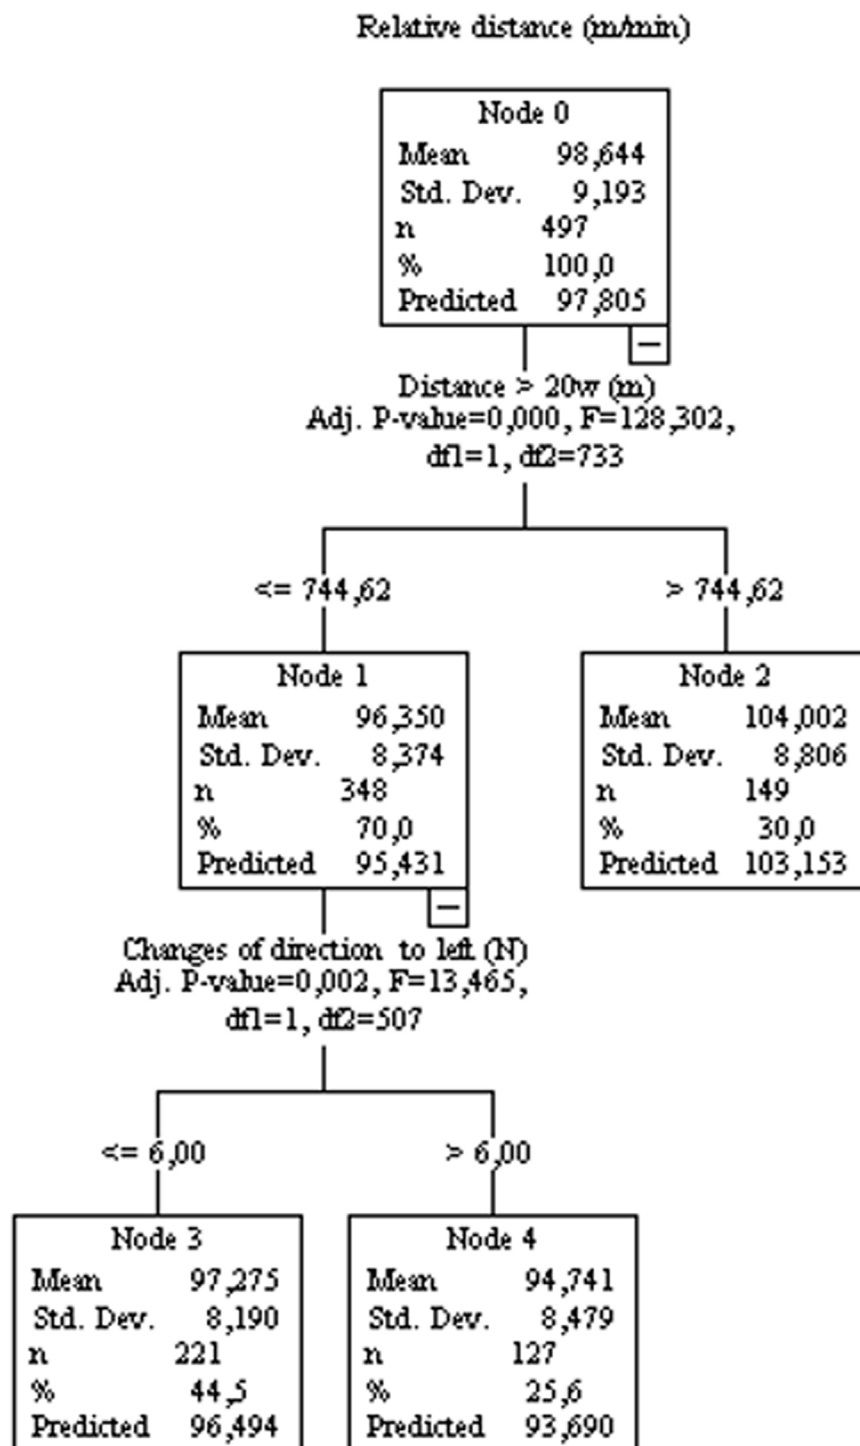 Relative distance (m/min)
Node 0
Mean 98,644
Std. Dev. 9,193
n 497
% 100,0
Predicted 97,805
Distance > 20w (m)
Adj. P-value=0,000, F=128,302,
df1=1, df2=733
<= 744,62
> 744,62
Node 1
Mean 96,350
Std. Dev. 8,374
n 348
% 70,0
Predicted 95,431
Node 2
Mean 104,002
Std. Dev. 8,806
n 149
% 30,0
Predicted 103,153
Changes of direction to left (N)
Adj. P-value=0,002, F=13,465,
df1=1, df2=507
<= 6,00
> 6,00
Node 3
Mean 97,275
Std. Dev. 8,190
n 221
% 44,5
Predicted 96,494
Node 4
Mean 94,741
Std. Dev. 8,479
n 127
% 25,6
Predicted 93,690